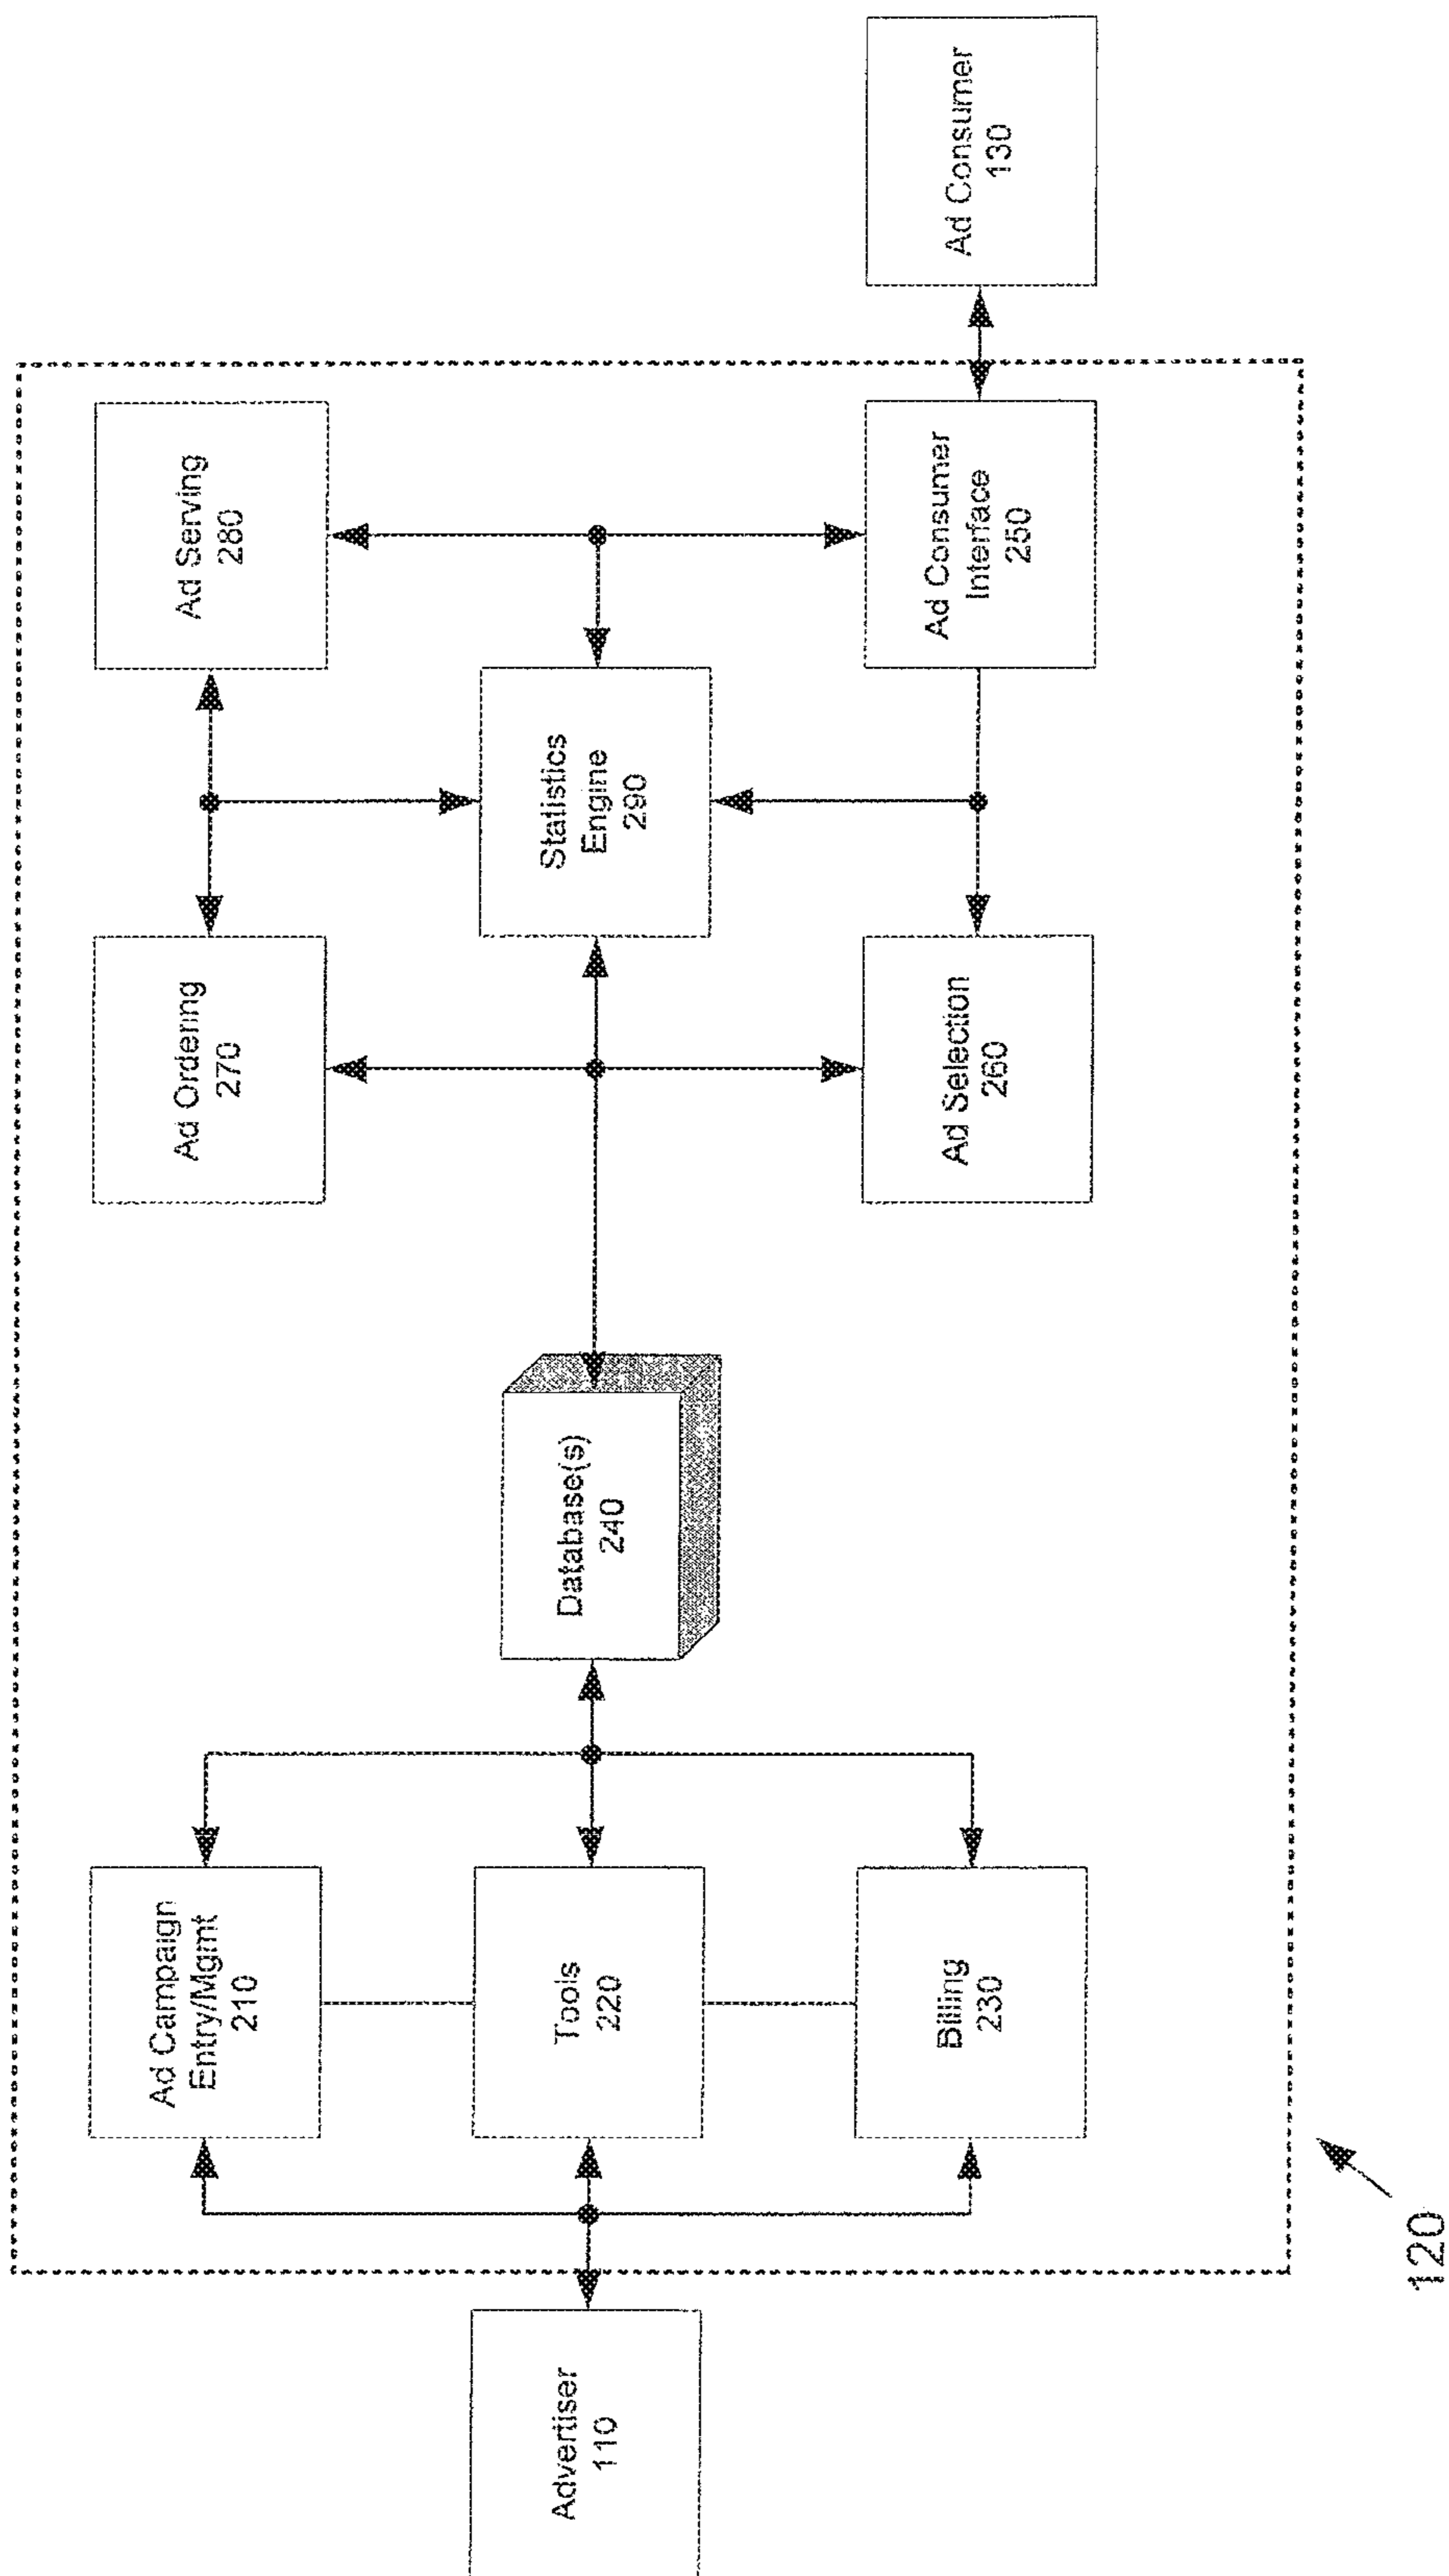 Advertiser
110
Ad Campaign
Entry/Mgmt
210
Tools
220
Billing
230
Database(s)
240
Ad Ordering
270
Ad Selection
260
Statistics
Engine
290
Ad Serving
280
Ad Consumer
Interface
250
Ad Consumer
130
120